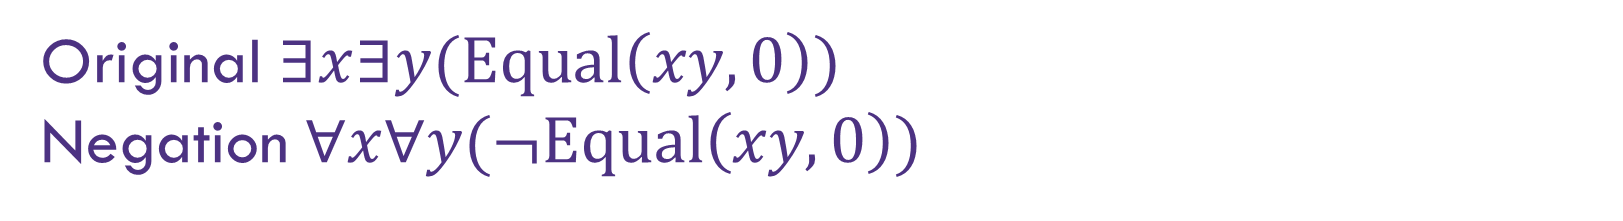 Original ∃x∃y(Equal(xy, 0))
Negation ∀x∀y(¬Equal(xy, 0))